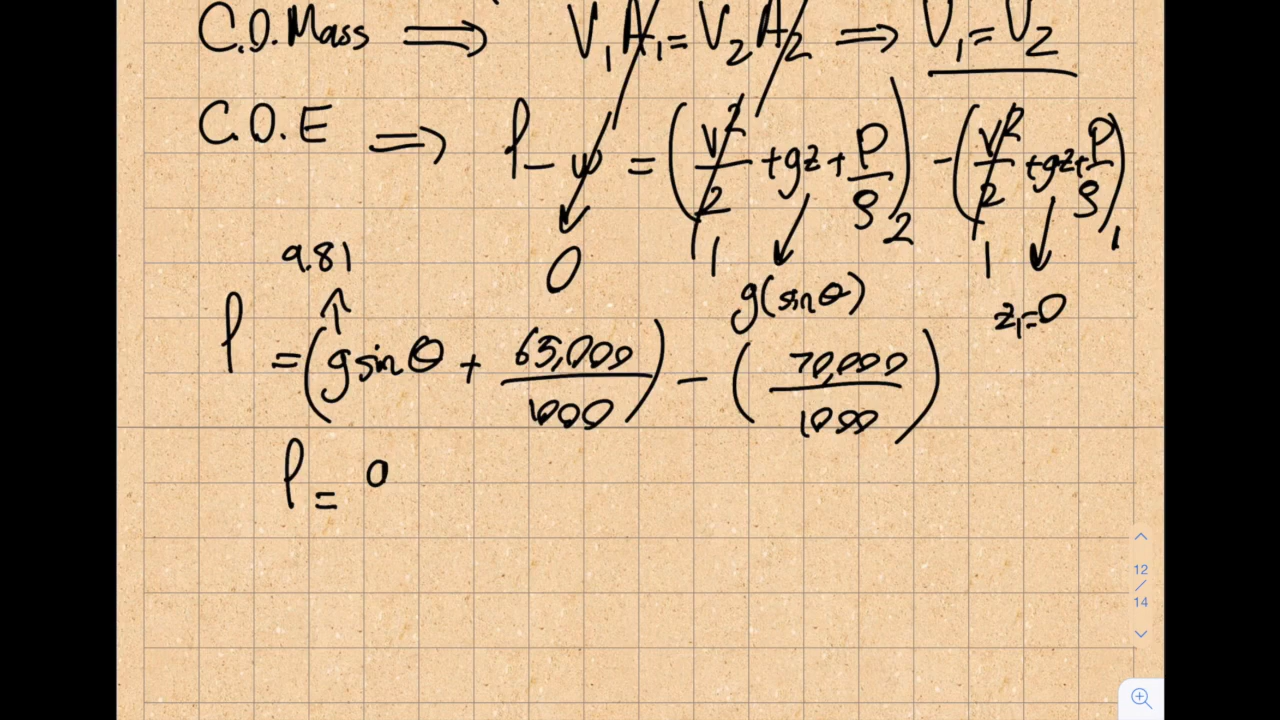 C.O.Mass ⟹ V₁A₁ = V₂A₂ ⟹ V₁ = V₂
C.O.E ⟹ l - w = (V²/2 + gz + P/ρ)₂ - (V²/2 + gz + P/ρ)₁
0
g(sinθ)
z₁=0
9.81
l = (g sinθ + 65,000/1000) - (70,000/1000)
l = 0
12
/
14